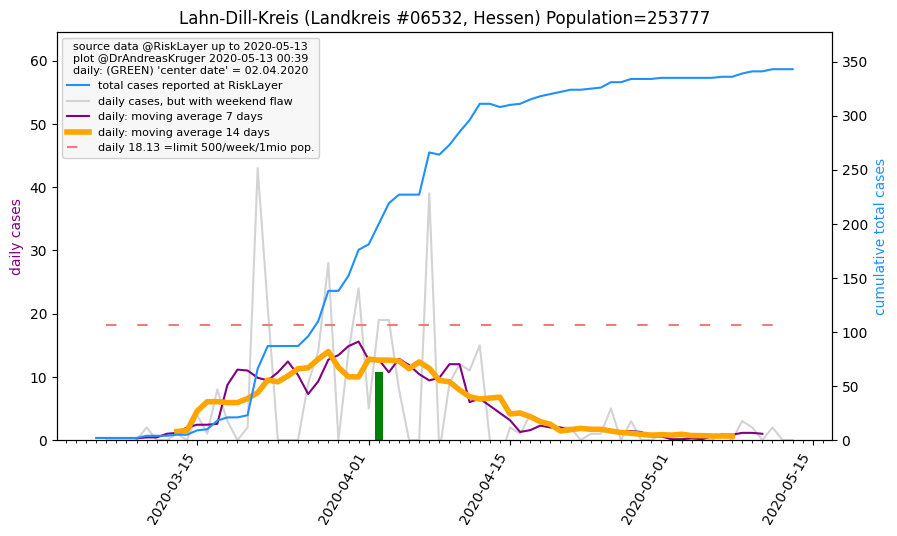 Lahn-Dill-Kreis (Landkreis #06532, Hessen) Population=253777
source data @RiskLayer up to 2020-05-13
plot @DrAndreasKruger 2020-05-13 00:39
daily: (GREEN) 'center date' = 02.04.2020
total cases reported at RiskLayer
daily cases, but with weekend flaw
daily: moving average 7 days
daily: moving average 14 days
daily 18.13 =limit 500/week/1mio pop.
daily cases
0
10
20
30
40
50
60
cumulative total cases
0
50
100
150
200
250
300
350
2020-03-15
2020-04-01
2020-04-15
2020-05-01
2020-05-15